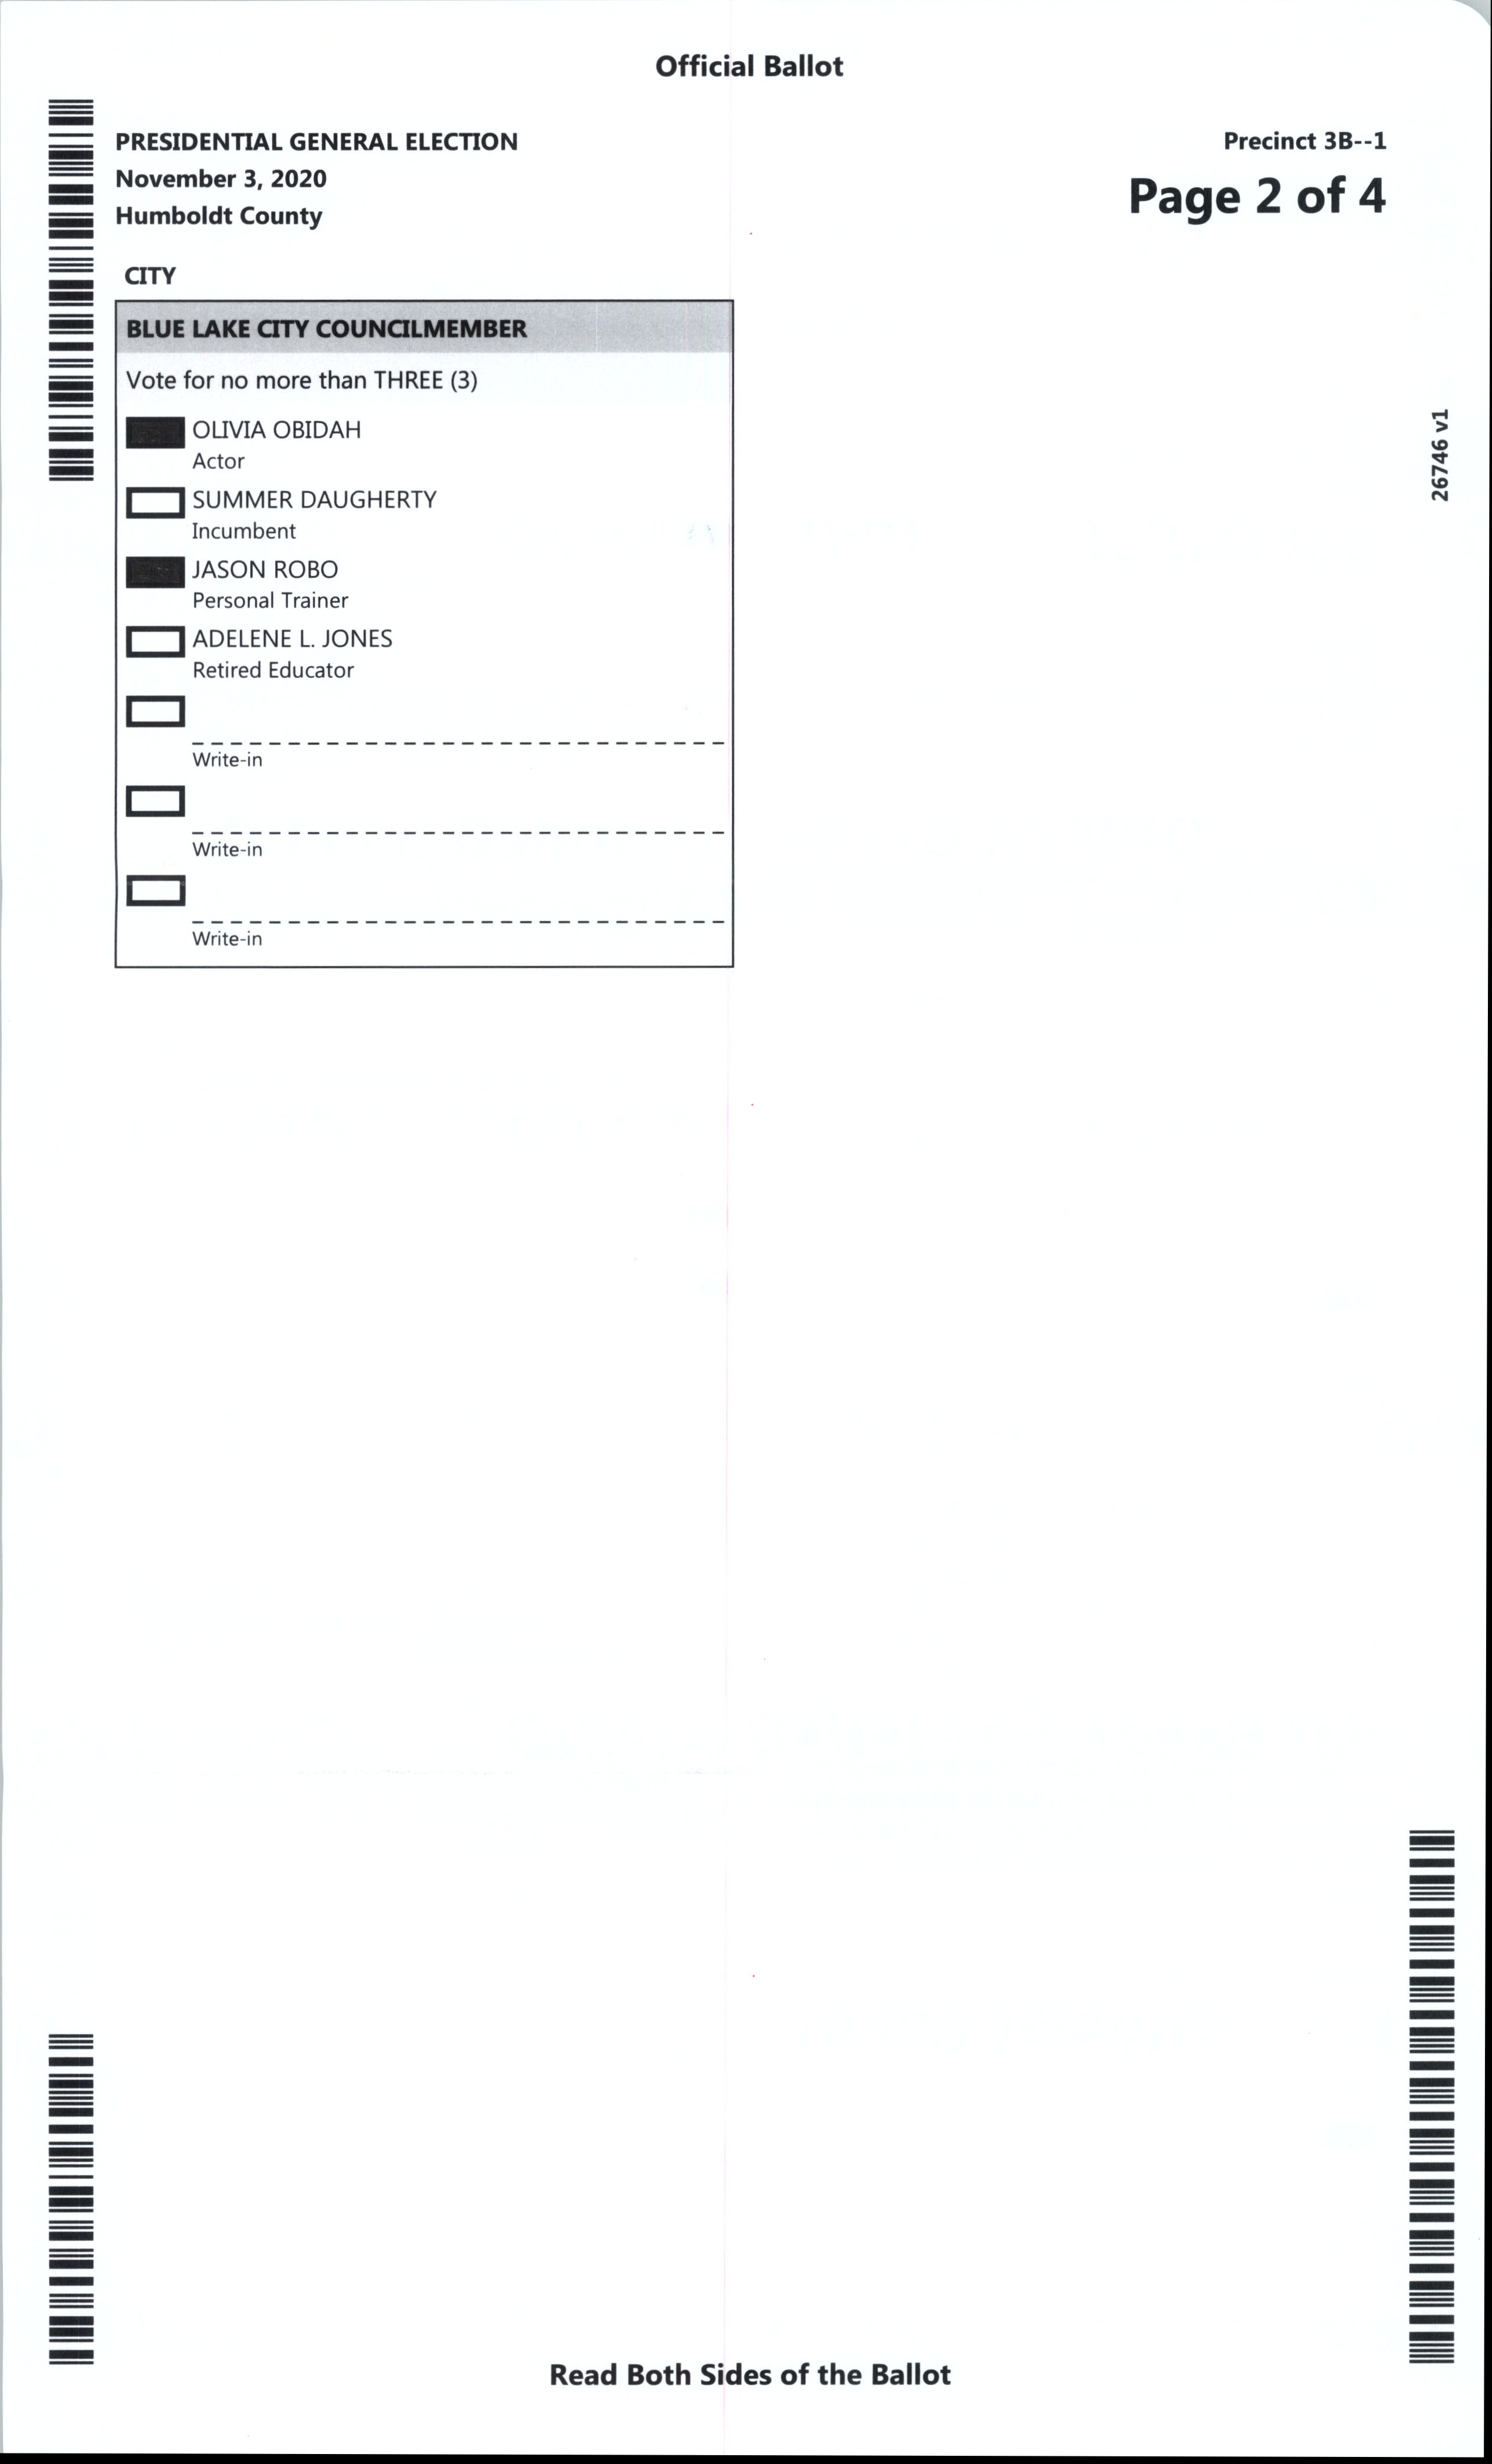 Official Ballot
PRESIDENTIAL GENERAL ELECTION
November 3, 2020
Humboldt County
Precinct 3B--1
Page 2 of 4
CITY
BLUE LAKE CITY COUNCILMEMBER
Vote for no more than THREE (3)
OLIVIA OBIDAH
Actor
SUMMER DAUGHERTY
Incumbent
JASON ROBO
Personal Trainer
ADELENE L. JONES
Retired Educator
Write-in
Write-in
Write-in
26746 v1
Read Both Sides of the Ballot